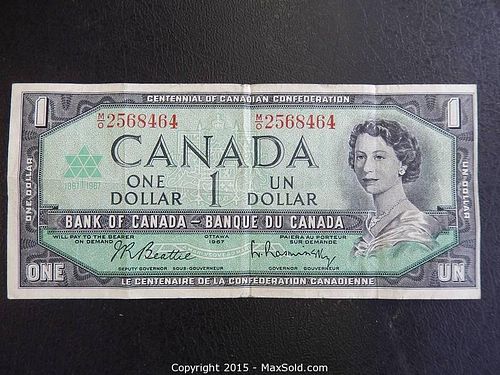 CENTENNIAL OF CANADIAN CONFEDERATION
1 1
M/O 2568464 M/O 2568464
CANADA
1867 1967
ONE DOLLAR 1 UN DOLLAR
ONE DOLLAR
UN DOLLAR
BANK OF CANADA – BANQUE DU CANADA
WILL PAY TO THE BEARER ON DEMAND
OTTAWA 1967
PAIERA AU PORTEUR SUR DEMANDE
J.R. Beattie L. Rasminsky
DEPUTY GOVERNOR SOUS-GOUVERNEUR GOVERNOR GOUVERNEUR
ONE UN
LE CENTENAIRE DE LA CONFEDERATION CANADIENNE
Copyright 2015 - MaxSold.com